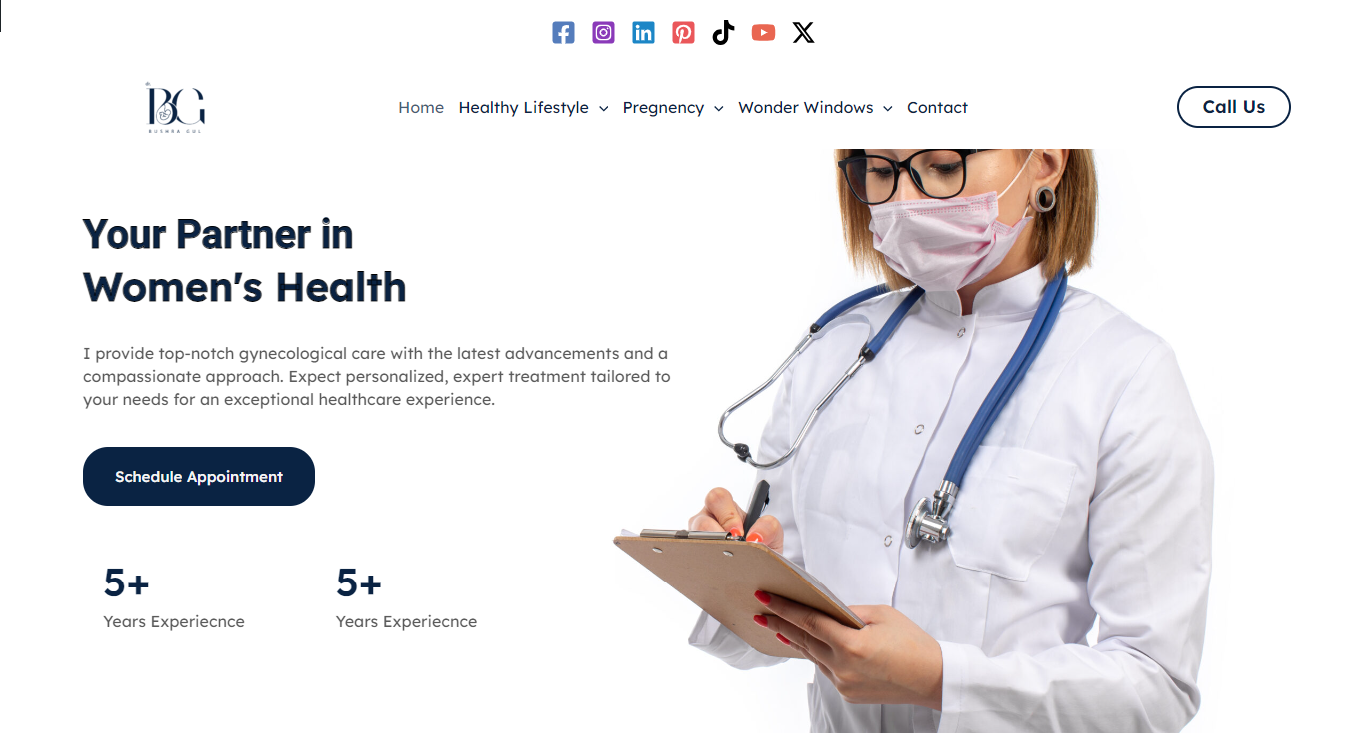 BG
BUSHRA GUL
Home Healthy Lifestyle Pregnency Wonder Windows Contact
Call Us
Your Partner in
Women's Health
I provide top-notch gynecological care with the latest advancements and a
compassionate approach. Expect personalized, expert treatment tailored to
your needs for an exceptional healthcare experience.
Schedule Appointment
5+ 5+
Years Experiecnce Years Experiecnce